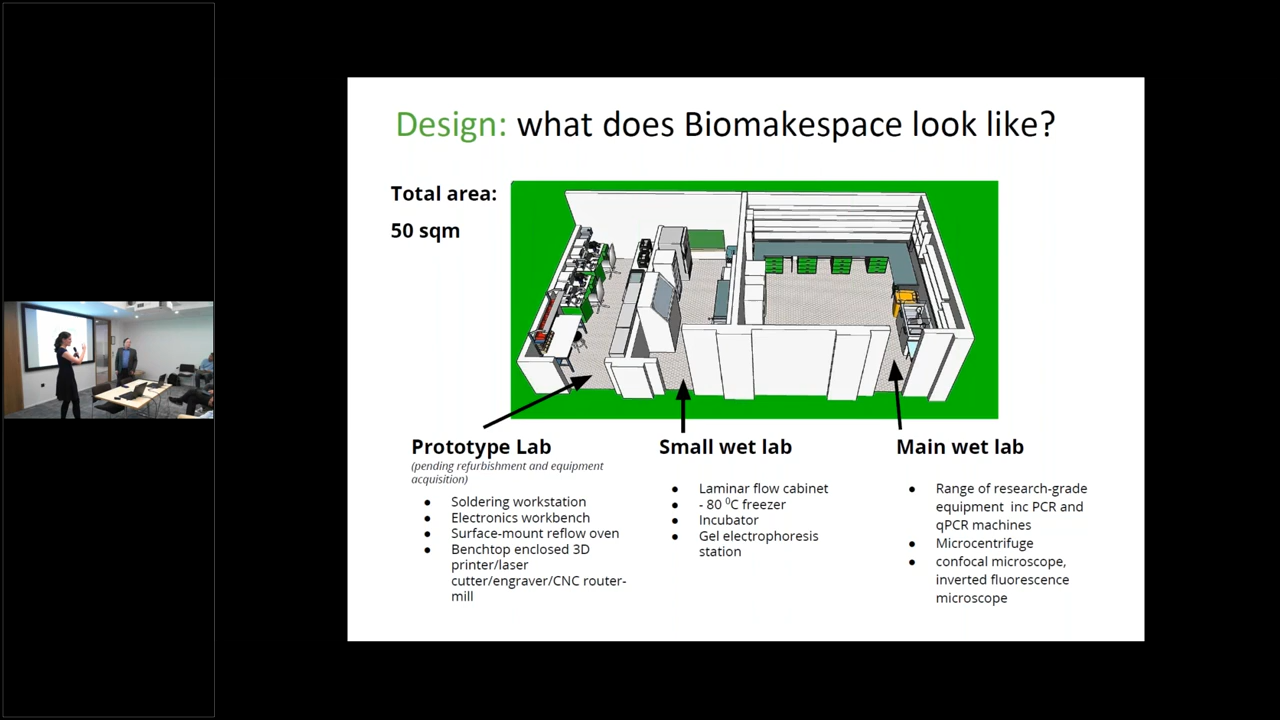 Design: what does Biomakespace look like?
Total area:
50 sqm
Prototype Lab
(pending refurbishment and equipment
acquisition)
● Soldering workstation
● Electronics workbench
● Surface-mount reflow oven
● Benchtop enclosed 3D
printer/laser
cutter/engraver/CNC router-
mill
Small wet lab
● Laminar flow cabinet
● - 80 ⁰C freezer
● Incubator
● Gel electrophoresis
station
Main wet lab
● Range of research-grade
equipment inc PCR and
qPCR machines
● Microcentrifuge
● confocal microscope,
inverted fluorescence
microscope